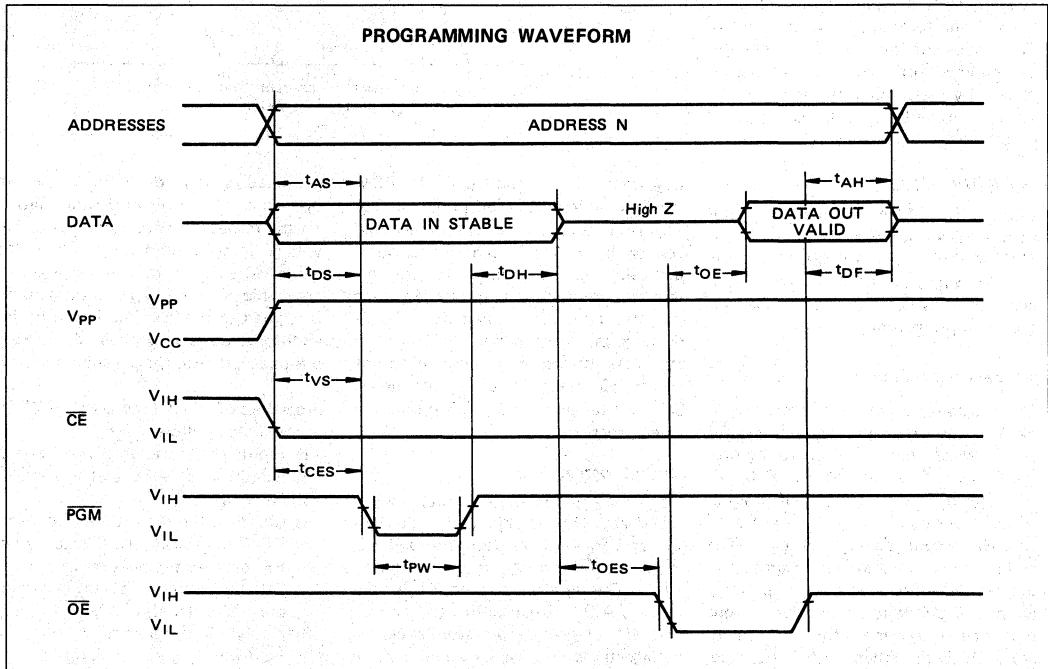 PROGRAMMING WAVEFORM
ADDRESSES
ADDRESS N
tAS
tAH
DATA
DATA IN STABLE
High Z
DATA OUT
VALID
tDS
tDH
tOE
tDF
VPP
VPP
VCC
tVS
VIH
CE
VIL
tCES
VIH
PGM
VIL
tPW
tOES
VIH
OE
VIL